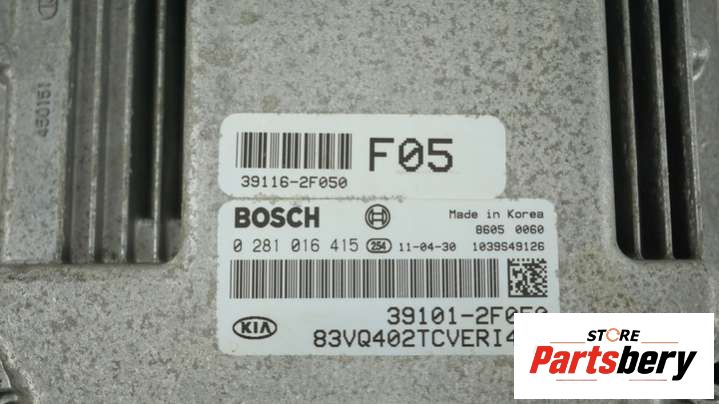 450151
F05
39116-2F050
BOSCH
Made in Korea
8605 0060
0 281 016 415 254 11-04-30 1039S49126
KIA
STORE
Partsbery